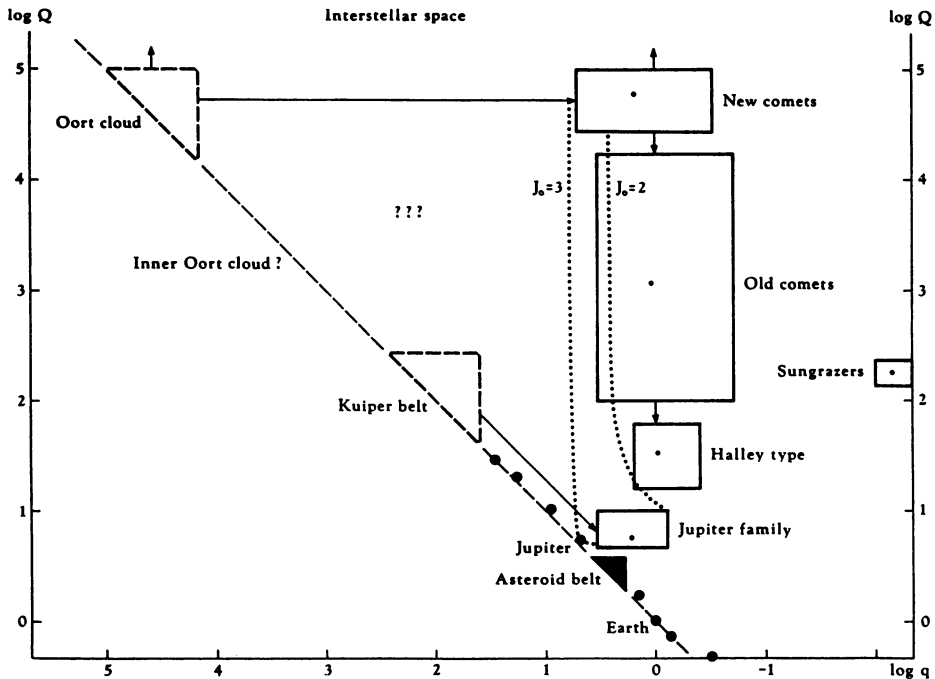 log Q
Interstellar space
log Q
5
5
New comets
Oort cloud
4
4
J₀=3
J₀=2
? ? ?
Inner Oort cloud ?
3
3
Old comets
Sungrazers
2
2
Kuiper belt
Halley type
1
1
Jupiter family
Jupiter
Asteroid belt
0
Earth
0
5
4
3
2
1
0
-1
log q